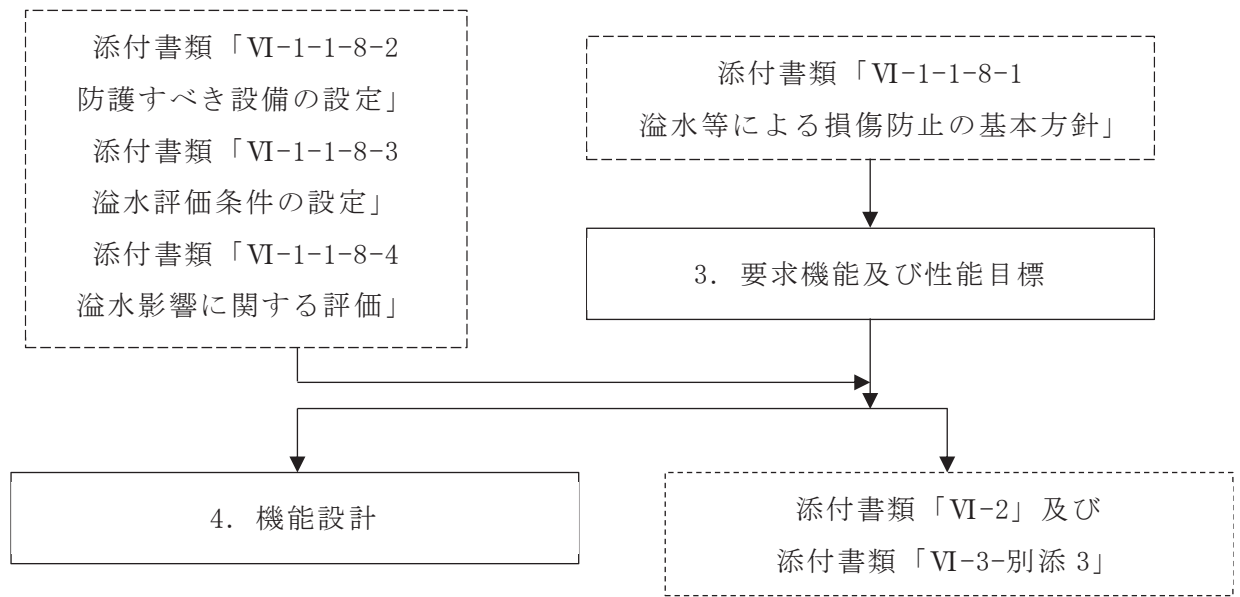 添付書類「Ⅵ-1-1-8-2
防護すべき設備の設定」
添付書類「Ⅵ-1-1-8-3
溢水評価条件の設定」
添付書類「Ⅵ-1-1-8-4
溢水影響に関する評価」
添付書類「Ⅵ-1-1-8-1
溢水等による損傷防止の基本方針」
3. 要求機能及び性能目標
4. 機能設計
添付書類「Ⅵ-2」及び
添付書類「Ⅵ-3-別添 3」